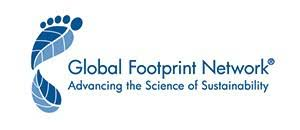 Global Footprint Network®
Advancing the Science of Sustainability